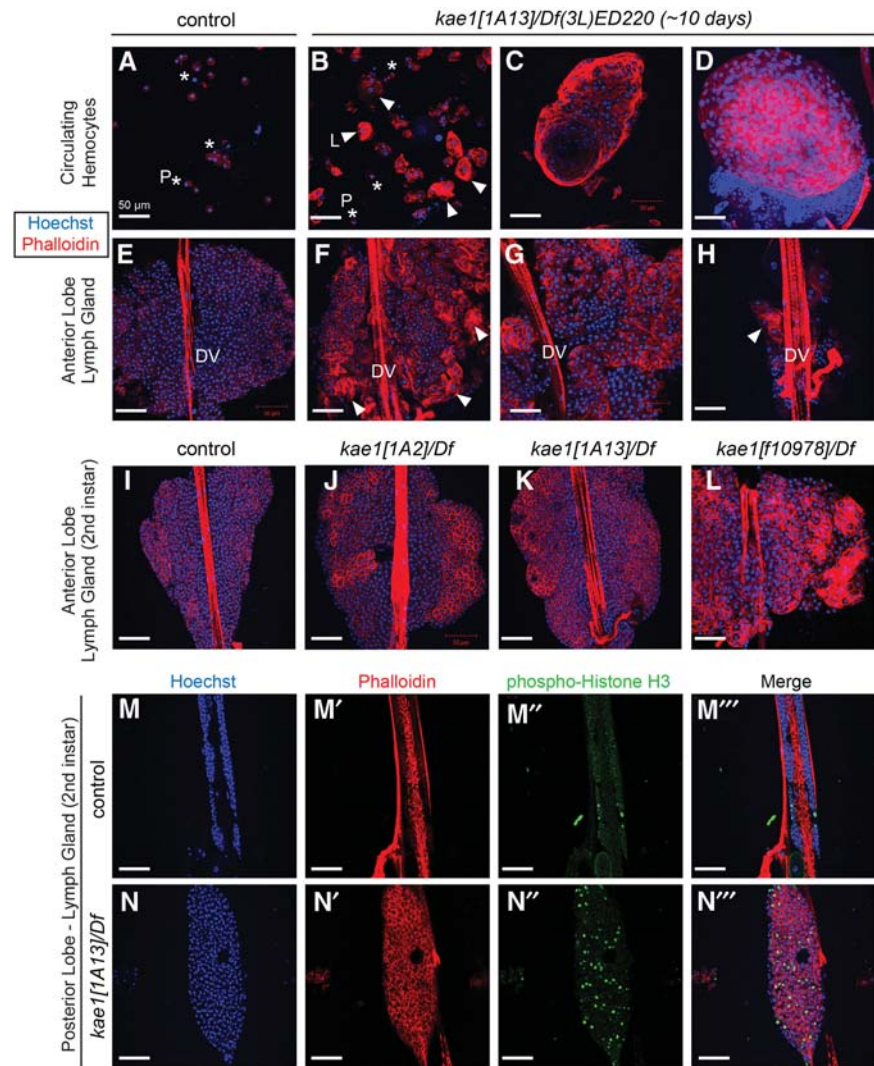 control
kae1[1A13]/Df(3L)ED220 (~10 days)
Circulating
Hemocytes
A
*
*
P
*
50 µm
B
*
L
*
P
*
C
D
Hoechst
Phalloidin
Anterior Lobe
Lymph Gland
E
DV
F
DV
G
DV
H
DV
control
kae1[1A2]/Df
kae1[1A13]/Df
kae1[f10978]/Df
Anterior Lobe
Lymph Gland (2nd instar)
I
J
K
L
Hoechst
Phalloidin
phospho-Histone H3
Merge
Posterior Lobe - Lymph Gland (2nd instar)
control
M
M′
M″
M‴
kae1[1A13]/Df
N
N′
N″
N‴